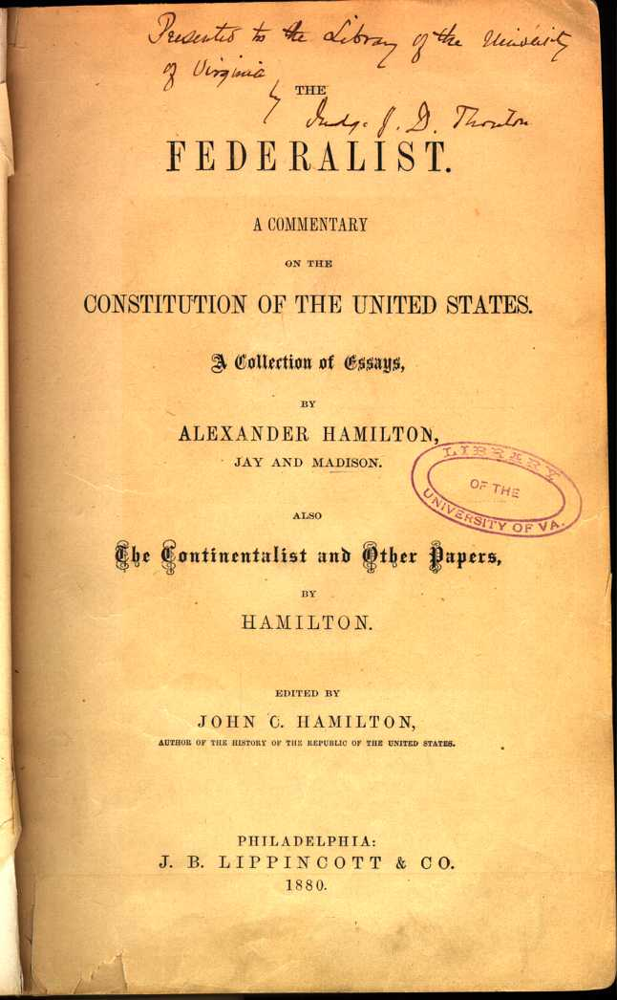 Presented to the Library of the University
of Virginia
by
Judge J. D. Thornton
THE
FEDERALIST.
A COMMENTARY
ON THE
CONSTITUTION OF THE UNITED STATES.
A Collection of Essays,
BY
ALEXANDER HAMILTON,
JAY AND MADISON.
LIBRARY
OF THE
UNIVERSITY OF VA.
ALSO
The Continentalist and Other Papers,
BY
HAMILTON.
EDITED BY
JOHN C. HAMILTON,
AUTHOR OF THE HISTORY OF THE REPUBLIC OF THE UNITED STATES.
PHILADELPHIA:
J. B. LIPPINCOTT & CO.
1880.